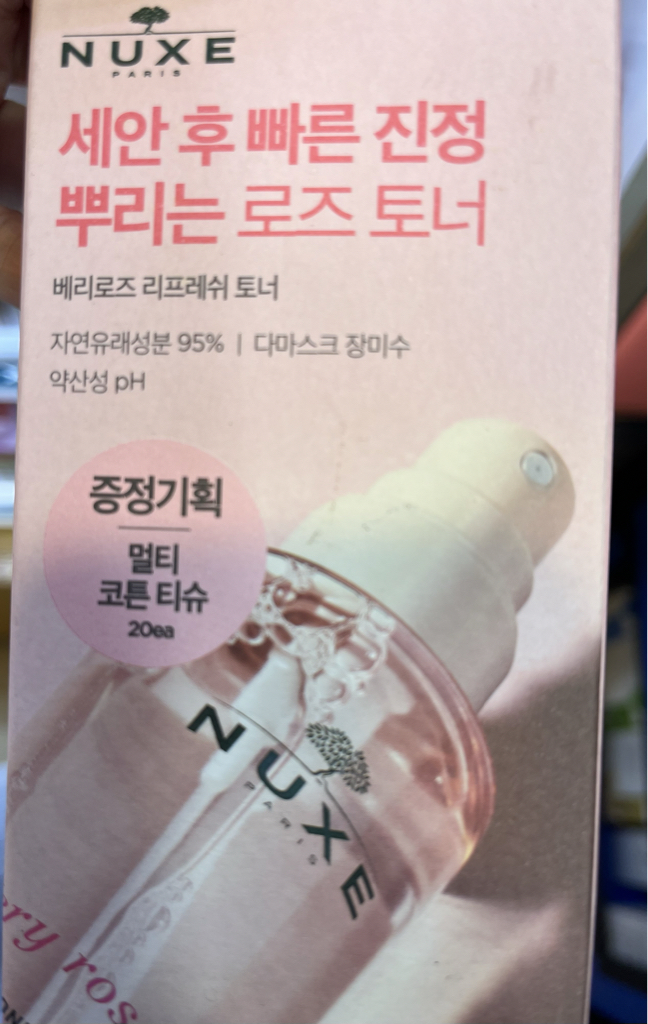 NUXE
PARIS
세안 후 빠른 진정
뿌리는 로즈 토너
베리로즈 리프레쉬 토너
자연유래성분 95% | 다마스크 장미수
약산성 pH
증정기획
멀티
코튼 티슈
20ea
NUXE
PARIS